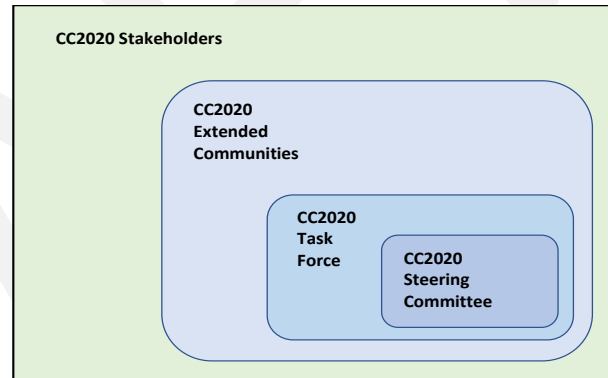 CC2020 Stakeholders
CC2020
Extended
Communities
CC2020
Task
Force
CC2020
Steering
Committee